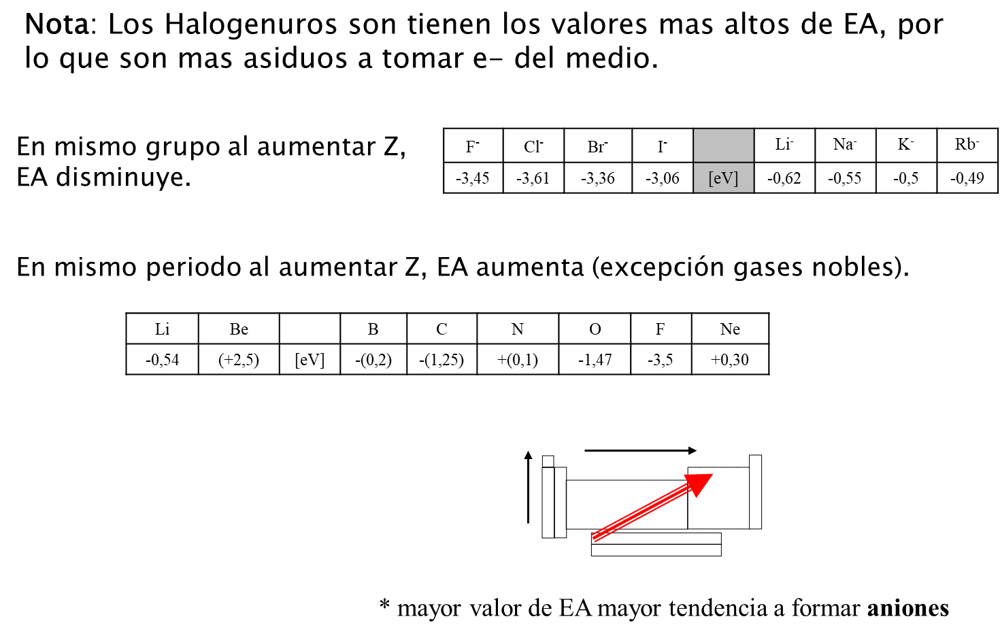 Nota: Los Halogenuros son tienen los valores mas altos de EA, por
lo que son mas asiduos a tomar e- del medio.
En mismo grupo al aumentar Z,
EA disminuye.
F- Cl- Br- I- Li- Na- K- Rb-
-3,45 -3,61 -3,36 -3,06 [eV] -0,62 -0,55 -0,5 -0,49
En mismo periodo al aumentar Z, EA aumenta (excepción gases nobles).
Li Be B C N O F Ne
-0,54 (+2,5) [eV] -(0,2) -(1,25) +(0,1) -1,47 -3,5 +0,30
* mayor valor de EA mayor tendencia a formar aniones